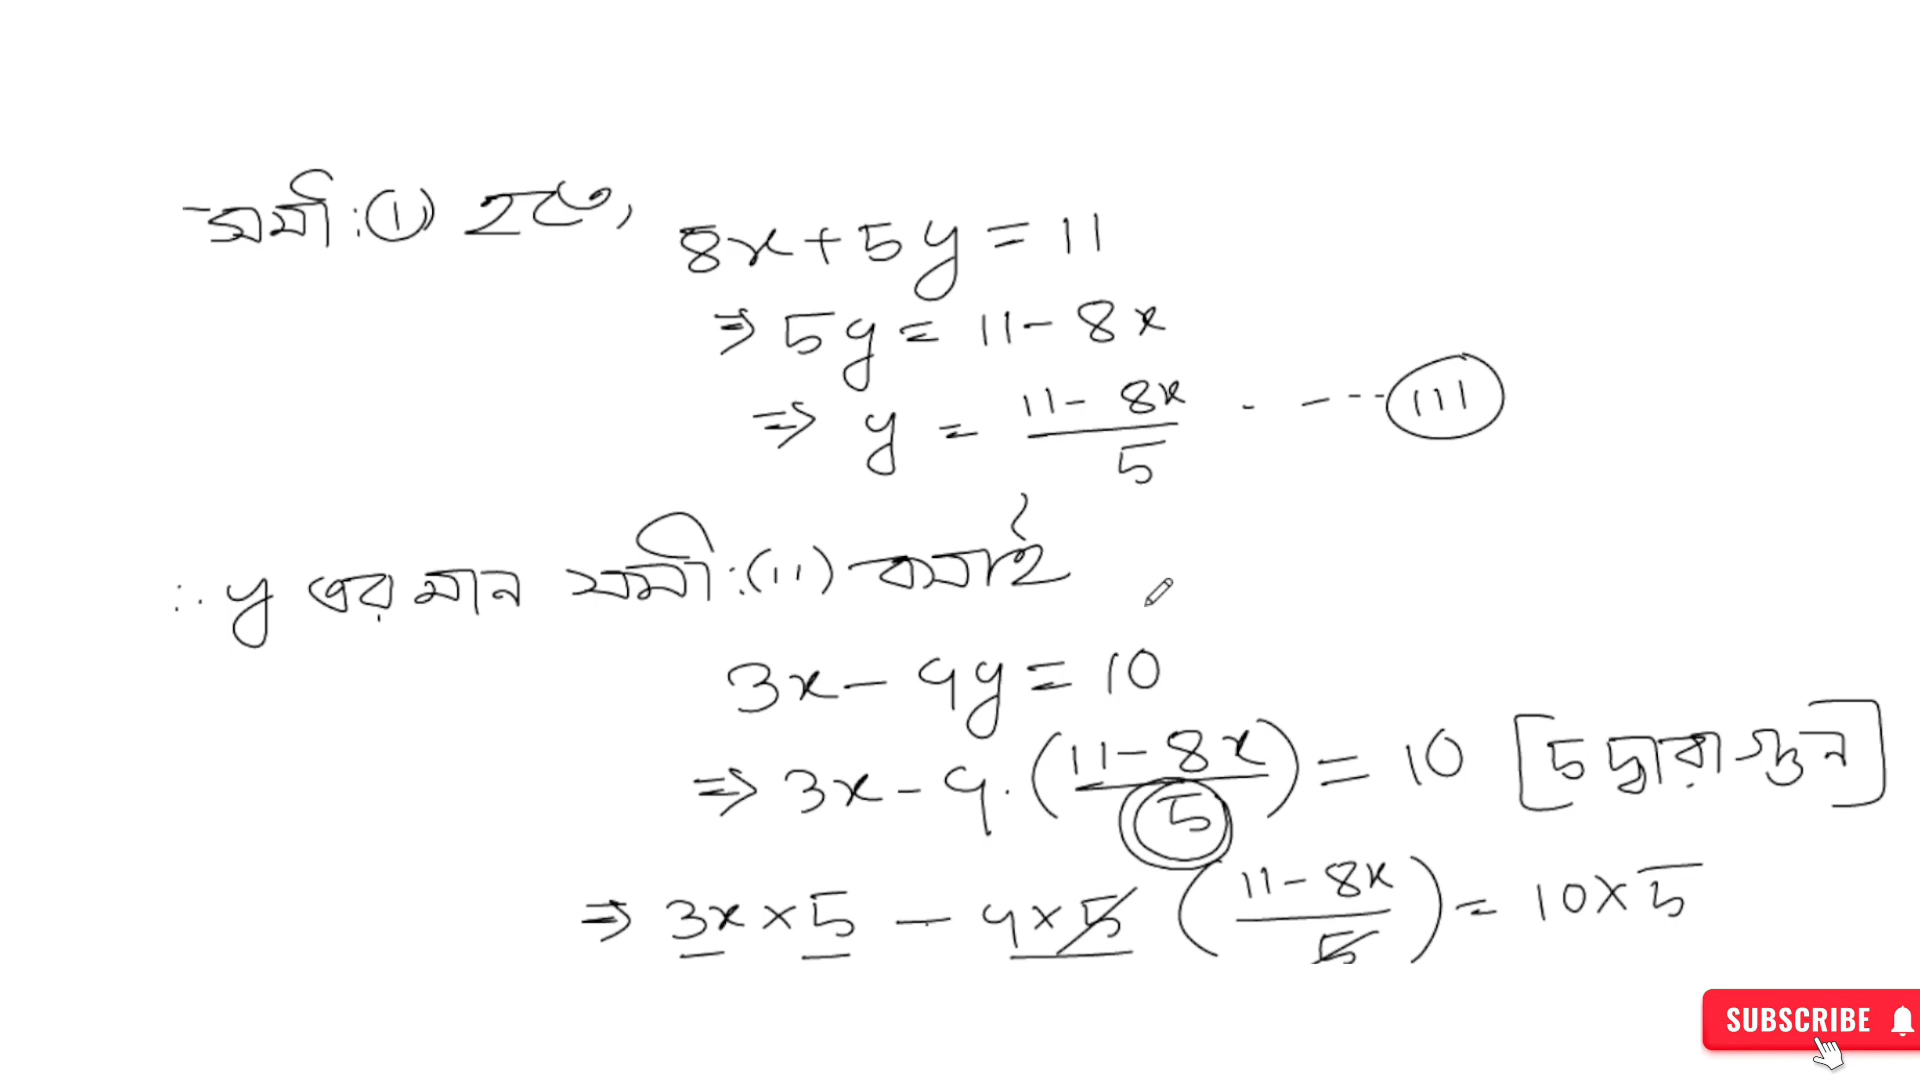 সমী:(i) হতে, 8x+5y=11
⇒ 5y = 11-8x
⇒ y = (11-8x)/5 - --- (iii)
∴ y এর মান সমী:(ii) বসাই
3x-4y=10
⇒ 3x-4.((11-8x)/5) = 10 [5 দ্বারা গুন]
⇒ 3x×5 - 4×5((11-8x)/5) = 10×5
SUBSCRIBE